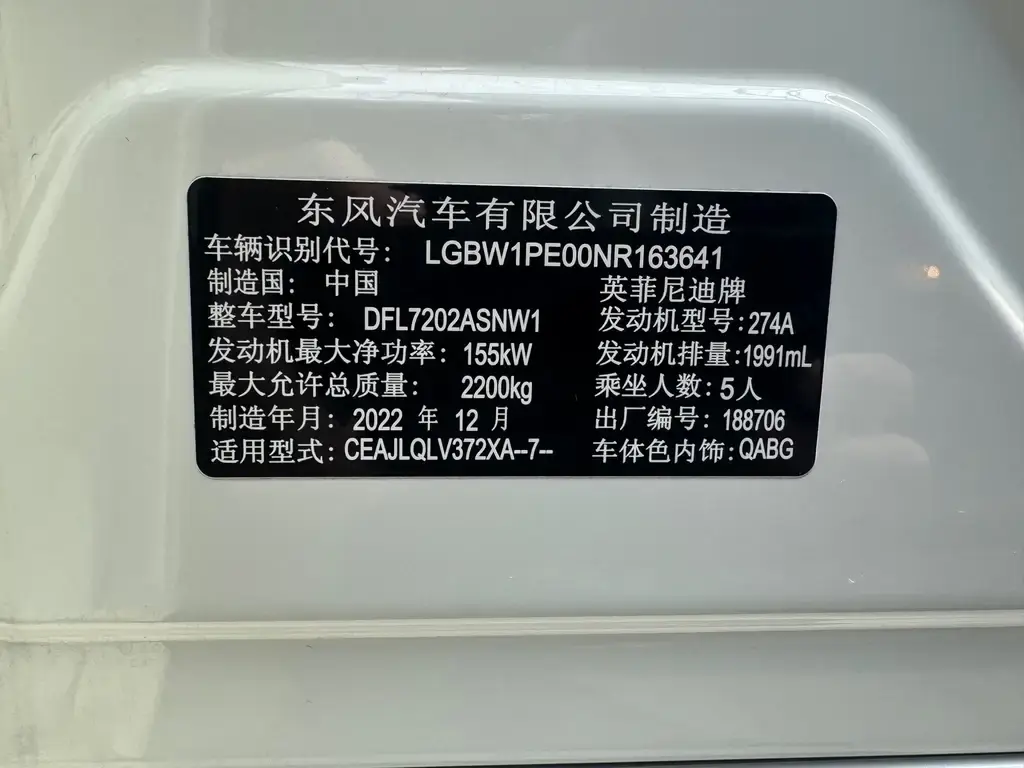 东风汽车有限公司制造
车辆识别代号: LGBW1PE00NR163641
制造国: 中国 英菲尼迪牌
整车型号: DFL7202ASNW1 发动机型号:274A
发动机最大净功率: 155kW 发动机排量:1991mL
最大允许总质量: 2200kg 乘坐人数:5人
制造年月: 2022 年 12 月 出厂编号: 188706
适用型式: CEAJLQLV372XA--7-- 车体色内饰:QABG